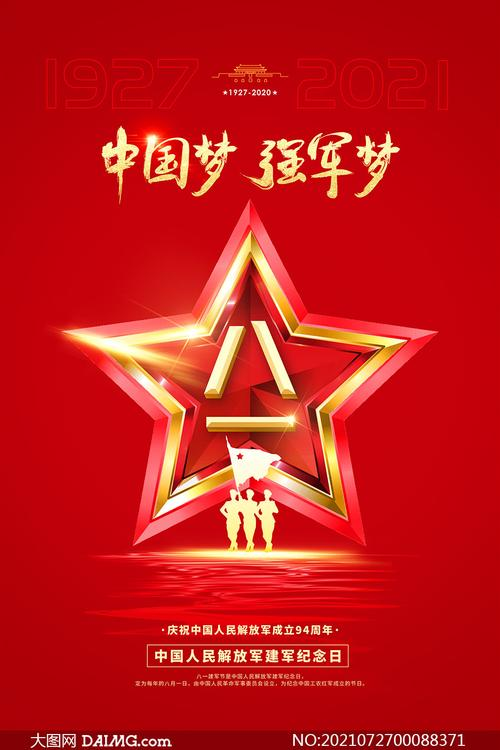 1927 2021
★1927-2020★
中国梦 强军梦
八
一
·庆祝中国人民解放军成立94周年·
中国人民解放军建军纪念日
八一建军节是中国人民解放军建军纪念日,
定为每年的八月一日, 由中国人民革命军事委员会设立, 为纪念中国工农红军成立的节日。
大图网 DAIMG.com NO:2021072700088371